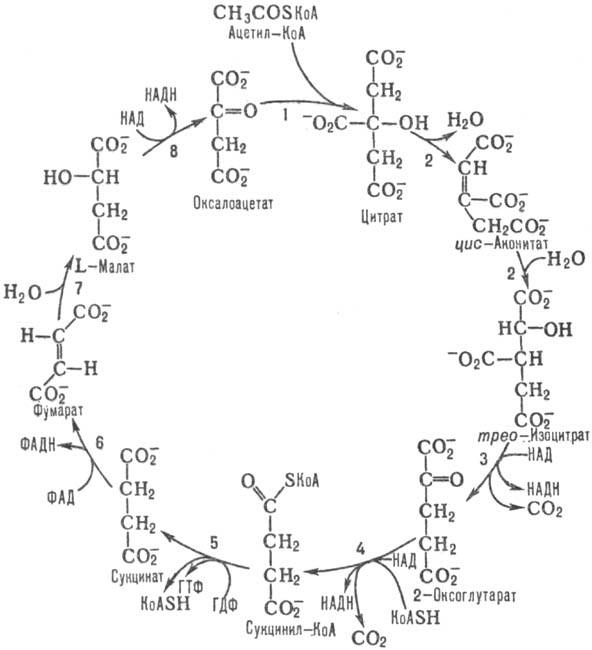 CH₃COSKoA
Ацетил–КоА
CO₂⁻
C=O
CH₂
CO₂⁻
Оксалоацетат
1
CO₂⁻
CH₂
⁻O₂C–C–OH
CH₂
CO₂⁻
Цитрат
H₂O
2
CO₂⁻
CH
C–CO₂⁻
CH₂CO₂⁻
цис–Аконитат
2
H₂O
CO₂⁻
CH–OH
⁻O₂C–CH
CH₂
CO₂⁻
трео–Изоцитрат
3
НАД
НАДН
CO₂
CO₂⁻
C=O
CH₂
CH₂
CO₂⁻
2–Оксоглутарат
4
НАД
НАДН
CO₂
КоASH
O
SKoA
C
CH₂
CH₂
CO₂⁻
Сукцинил–КоА
5
ГТФ
КоASH
ГДФ
CO₂⁻
CH₂
CH₂
CO₂⁻
Сукцинат
6
ФАДН
ФАД
CO₂⁻
H–C
C–H
CO₂⁻
Фумарат
7
H₂O
CO₂⁻
HO–CH
CH₂
CO₂⁻
L–Малат
8
НАД
НАДН